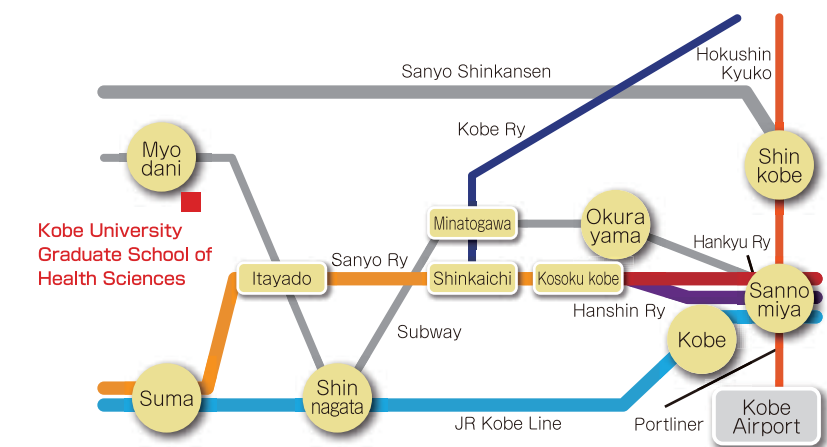 Hokushin
Kyuko
Sanyo Shinkansen
Kobe Ry
Myo
dani
Shin
kobe
Kobe University
Graduate School of
Health Sciences
Minatogawa
Okura
yama
Hankyu Ry
Sanyo Ry
Itayado
Shinkaichi
Kosoku kobe
Hanshin Ry
Sanno
miya
Subway
Kobe
Suma
Shin
nagata
JR Kobe Line
Portliner
Kobe
Airport